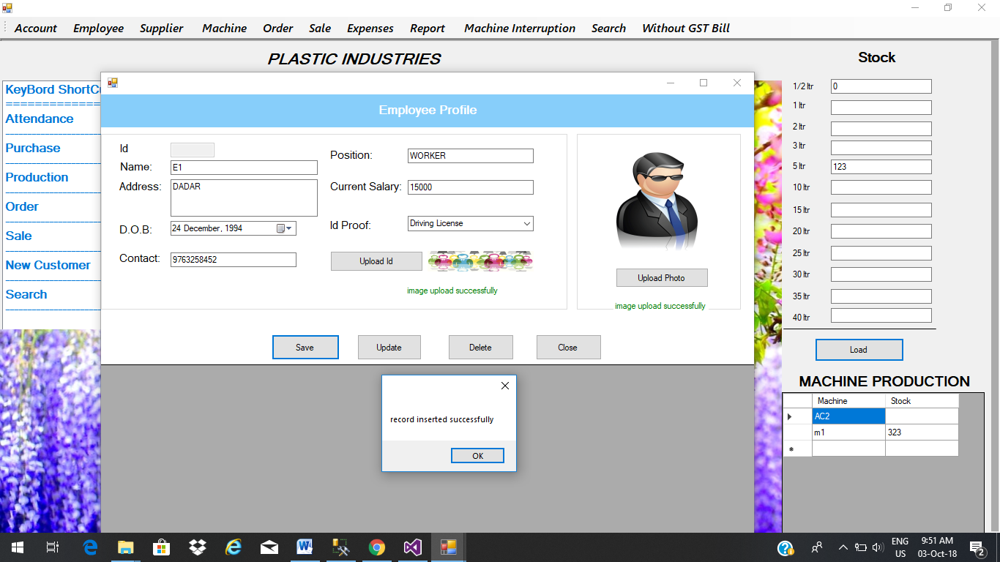 Account Employee Supplier Machine Order Sale Expenses Report Machine Interruption Search Without GST Bill
PLASTIC INDUSTRIES
KeyBord ShortCu
==============
Attendance
Purchase
Production
Order
Sale
New Customer
Search
Employee Profile
Id
Name: E1
Address: DADAR
D.O.B: 24 December, 1994
Contact: 9763258452
Position: WORKER
Current Salary: 15000
Id Proof: Driving License
Upload Id
image upload successfully
Upload Photo
image upload successfully
Save Update Delete Close
record inserted successfully
OK
Stock
1/2 ltr 0
1 ltr
2 ltr
3 ltr
5 ltr 123
10 ltr
15 ltr
20 ltr
25 ltr
30 ltr
35 ltr
40 ltr
Load
MACHINE PRODUCTION
Machine Stock
AC2
m1 323
ENG 9:51 AM
US 03-Oct-18 2